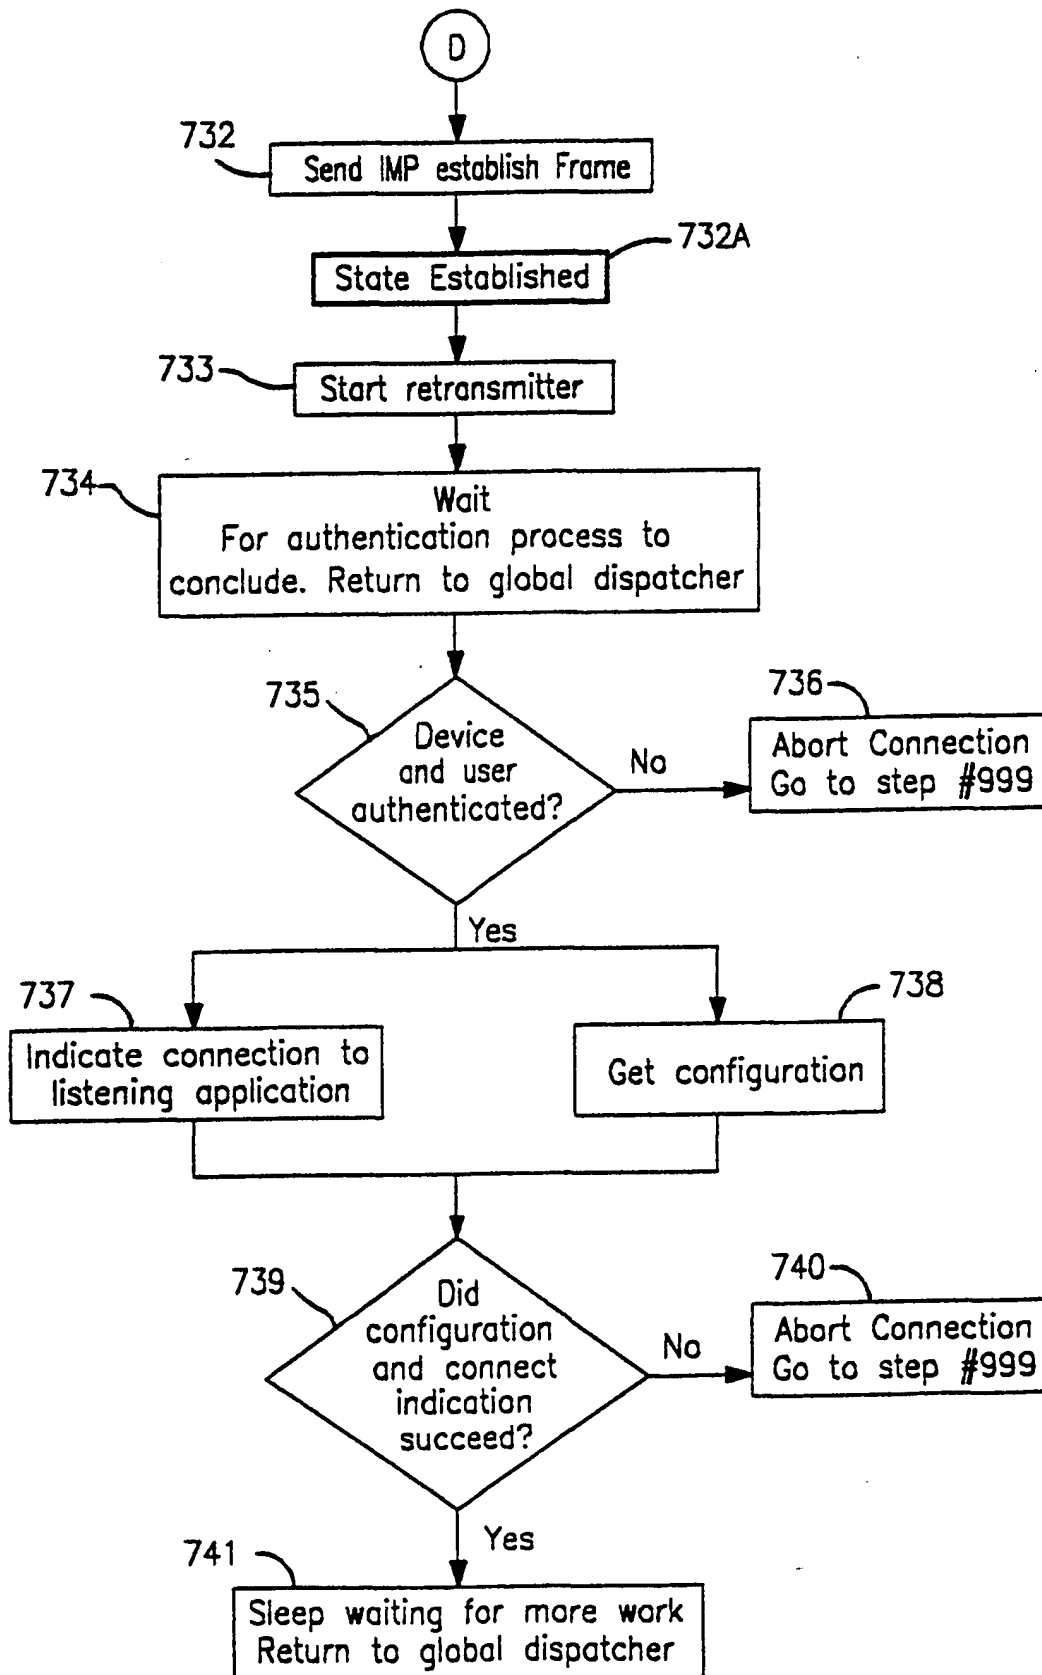 D
732
Send IMP establish Frame
732A
State Established
733
Start retransmitter
734
Wait
For authentication process to
conclude. Return to global dispatcher
735
Device
and user
authenticated?
No
736
Abort Connection
Go to step #999
Yes
737
Indicate connection to
listening application
738
Get configuration
739
Did
configuration
and connect
indication
succeed?
No
740
Abort Connection
Go to step #999
Yes
741
Sleep waiting for more work
Return to global dispatcher